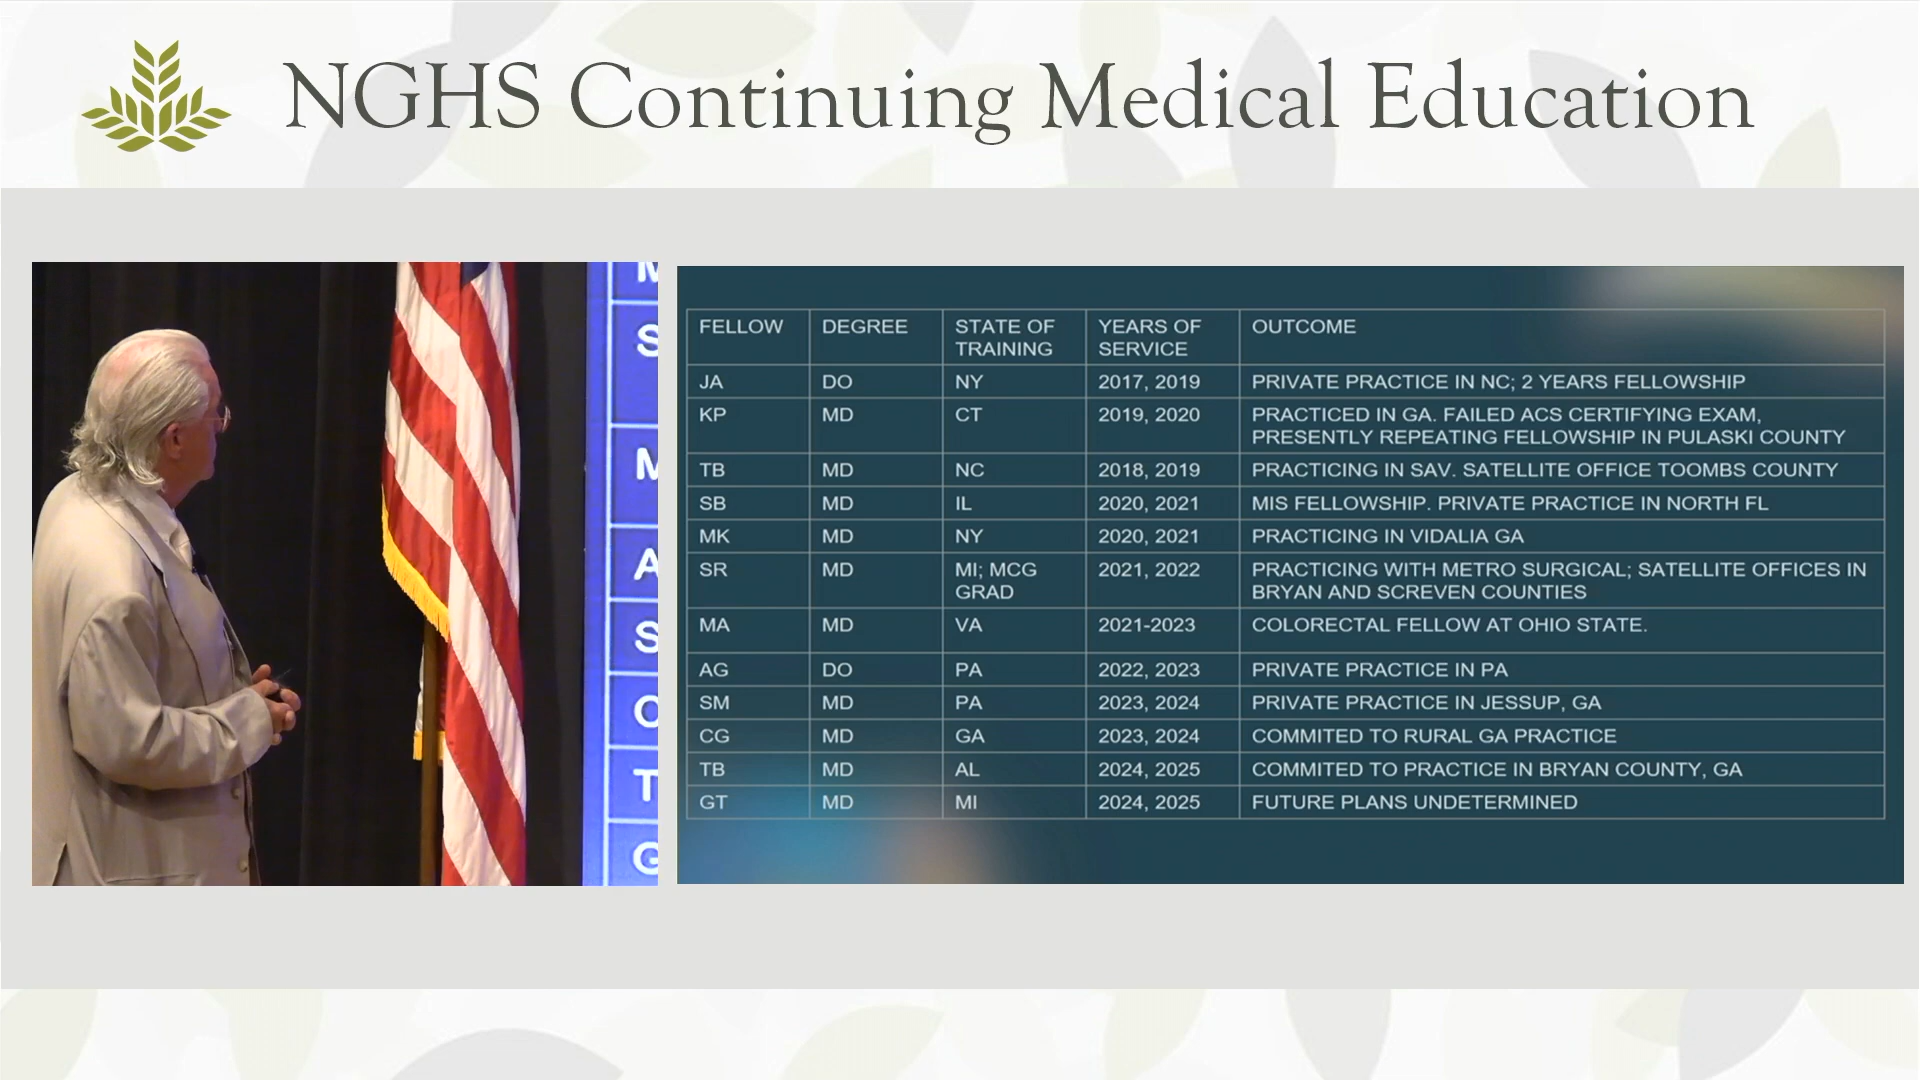 NGHS Continuing Medical Education
M
S
M
A
S
C
T
G
FELLOW DEGREE STATE OF TRAINING YEARS OF SERVICE OUTCOME
JA DO NY 2017, 2019 PRIVATE PRACTICE IN NC; 2 YEARS FELLOWSHIP
KP MD CT 2019, 2020 PRACTICED IN GA. FAILED ACS CERTIFYING EXAM,
PRESENTLY REPEATING FELLOWSHIP IN PULASKI COUNTY
TB MD NC 2018, 2019 PRACTICING IN SAV. SATELLITE OFFICE TOOMBS COUNTY
SB MD IL 2020, 2021 MIS FELLOWSHIP. PRIVATE PRACTICE IN NORTH FL
MK MD NY 2020, 2021 PRACTICING IN VIDALIA GA
SR MD MI; MCG GRAD 2021, 2022 PRACTICING WITH METRO SURGICAL; SATELLITE OFFICES IN
BRYAN AND SCREVEN COUNTIES
MA MD VA 2021-2023 COLORECTAL FELLOW AT OHIO STATE.
AG DO PA 2022, 2023 PRIVATE PRACTICE IN PA
SM MD PA 2023, 2024 PRIVATE PRACTICE IN JESSUP, GA
CG MD GA 2023, 2024 COMMITED TO RURAL GA PRACTICE
TB MD AL 2024, 2025 COMMITED TO PRACTICE IN BRYAN COUNTY, GA
GT MD MI 2024, 2025 FUTURE PLANS UNDETERMINED